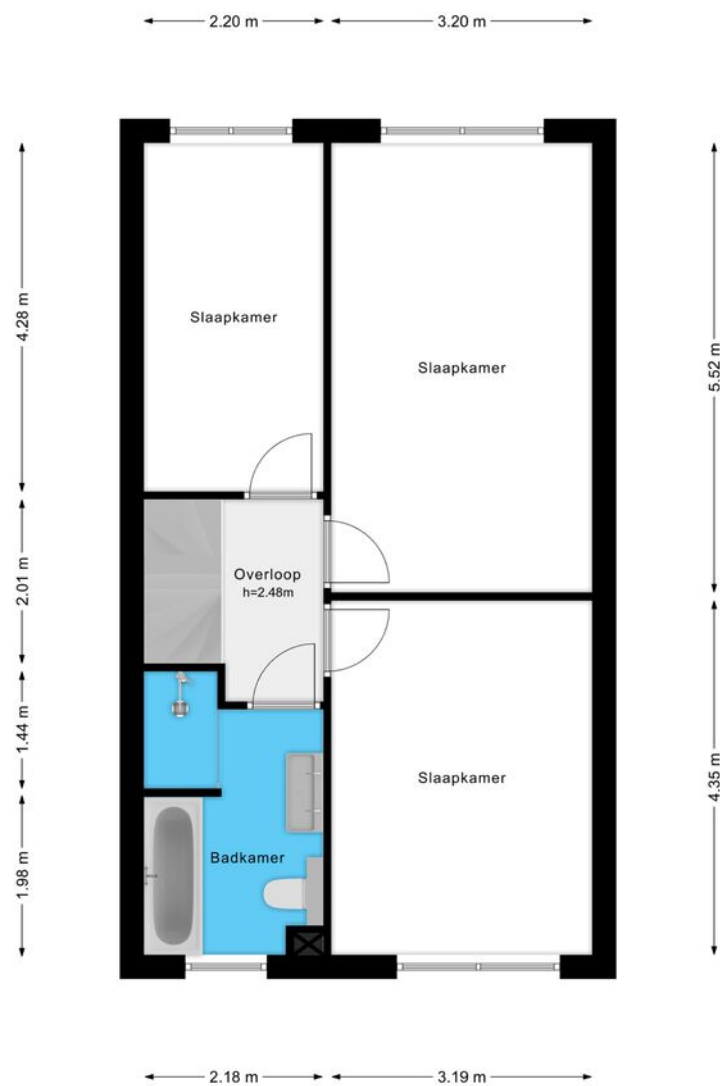 2.20 m
3.20 m
4.28 m
5.52 m
Slaapkamer
Slaapkamer
2.01 m
Overloop
h=2.48m
1.44 m
4.35 m
Slaapkamer
1.98 m
Badkamer
2.18 m
3.19 m